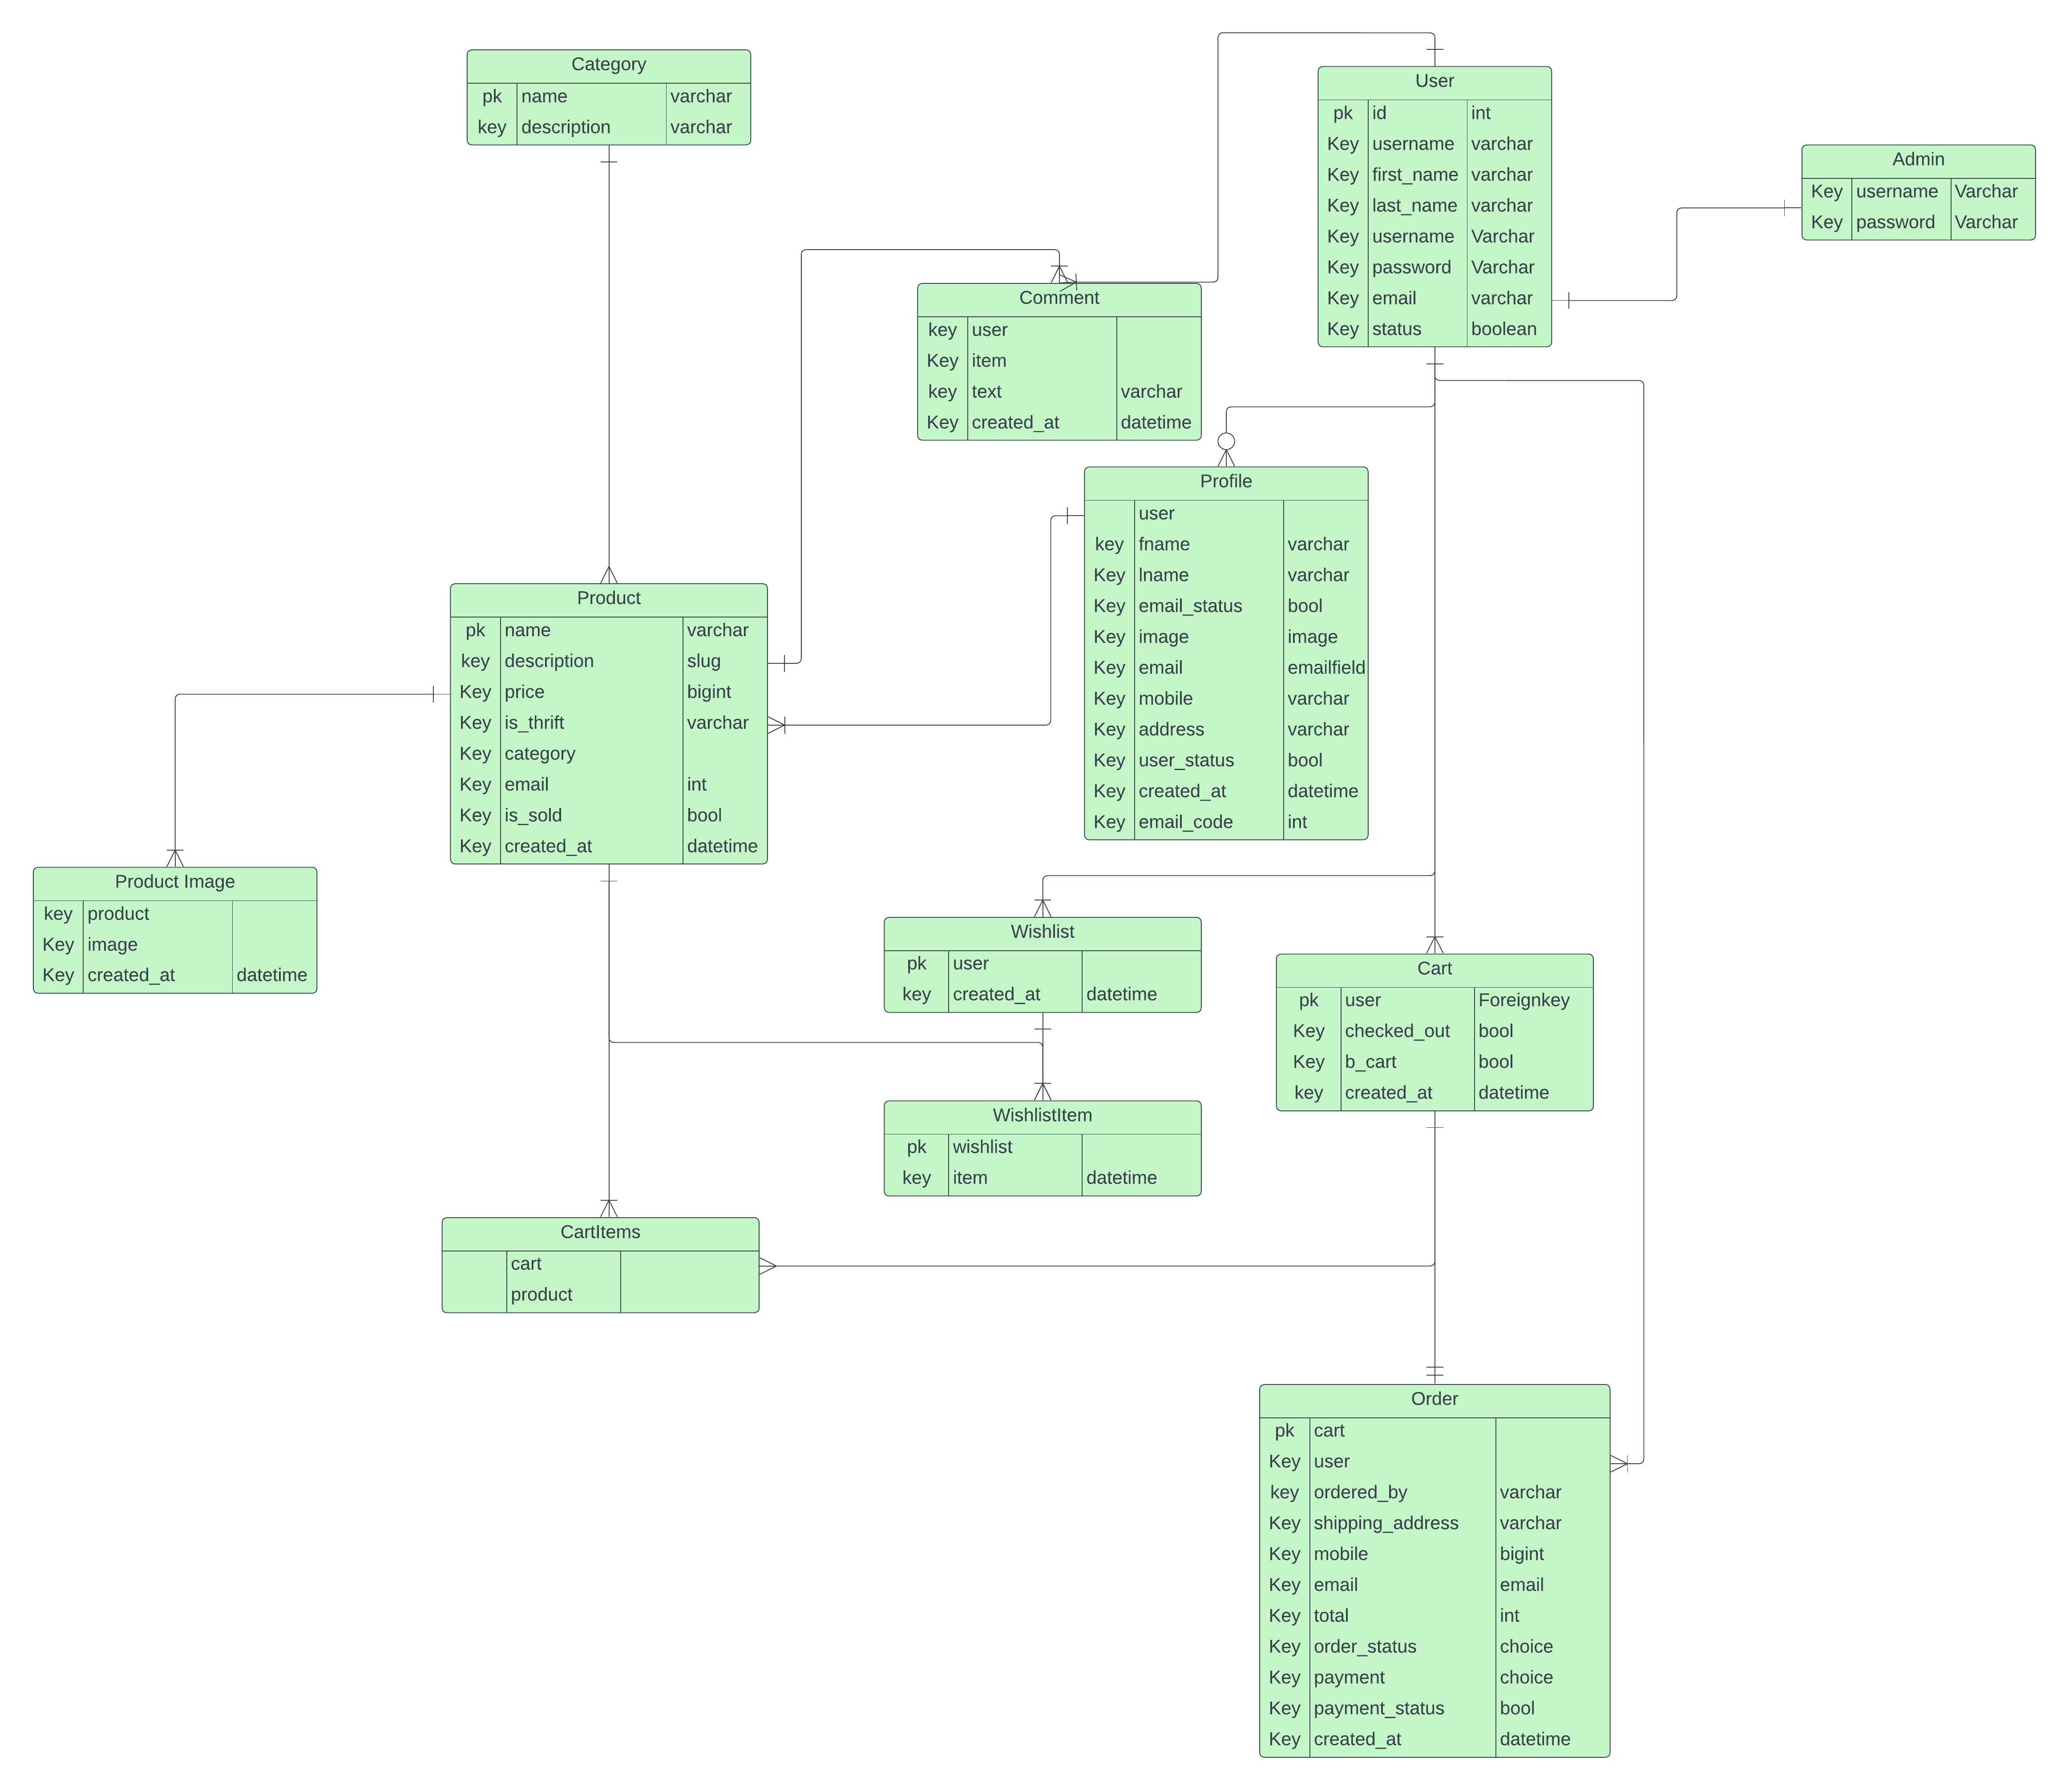 Category
pk name varchar
key description varchar
User
pk id int
Key username varchar
Key first_name varchar
Key last_name varchar
Key username Varchar
Key password Varchar
Key email varchar
Key status boolean
Admin
Key username Varchar
Key password Varchar
Comment
key user
Key item
key text varchar
Key created_at datetime
Profile
user
key fname varchar
Key lname varchar
Key email_status bool
Key image image
Key email emailfield
Key mobile varchar
Key address varchar
Key user_status bool
Key created_at datetime
Key email_code int
Product
pk name varchar
key description slug
Key price bigint
Key is_thrift varchar
Key category
Key email int
Key is_sold bool
Key created_at datetime
Product Image
key product
Key image
Key created_at datetime
Wishlist
pk user
key created_at datetime
Cart
pk user Foreignkey
Key checked_out bool
Key b_cart bool
key created_at datetime
WishlistItem
pk wishlist
key item datetime
CartItems
cart
product
Order
pk cart
Key user
key ordered_by varchar
Key shipping_address varchar
Key mobile bigint
Key email email
Key total int
Key order_status choice
Key payment choice
Key payment_status bool
Key created_at datetime